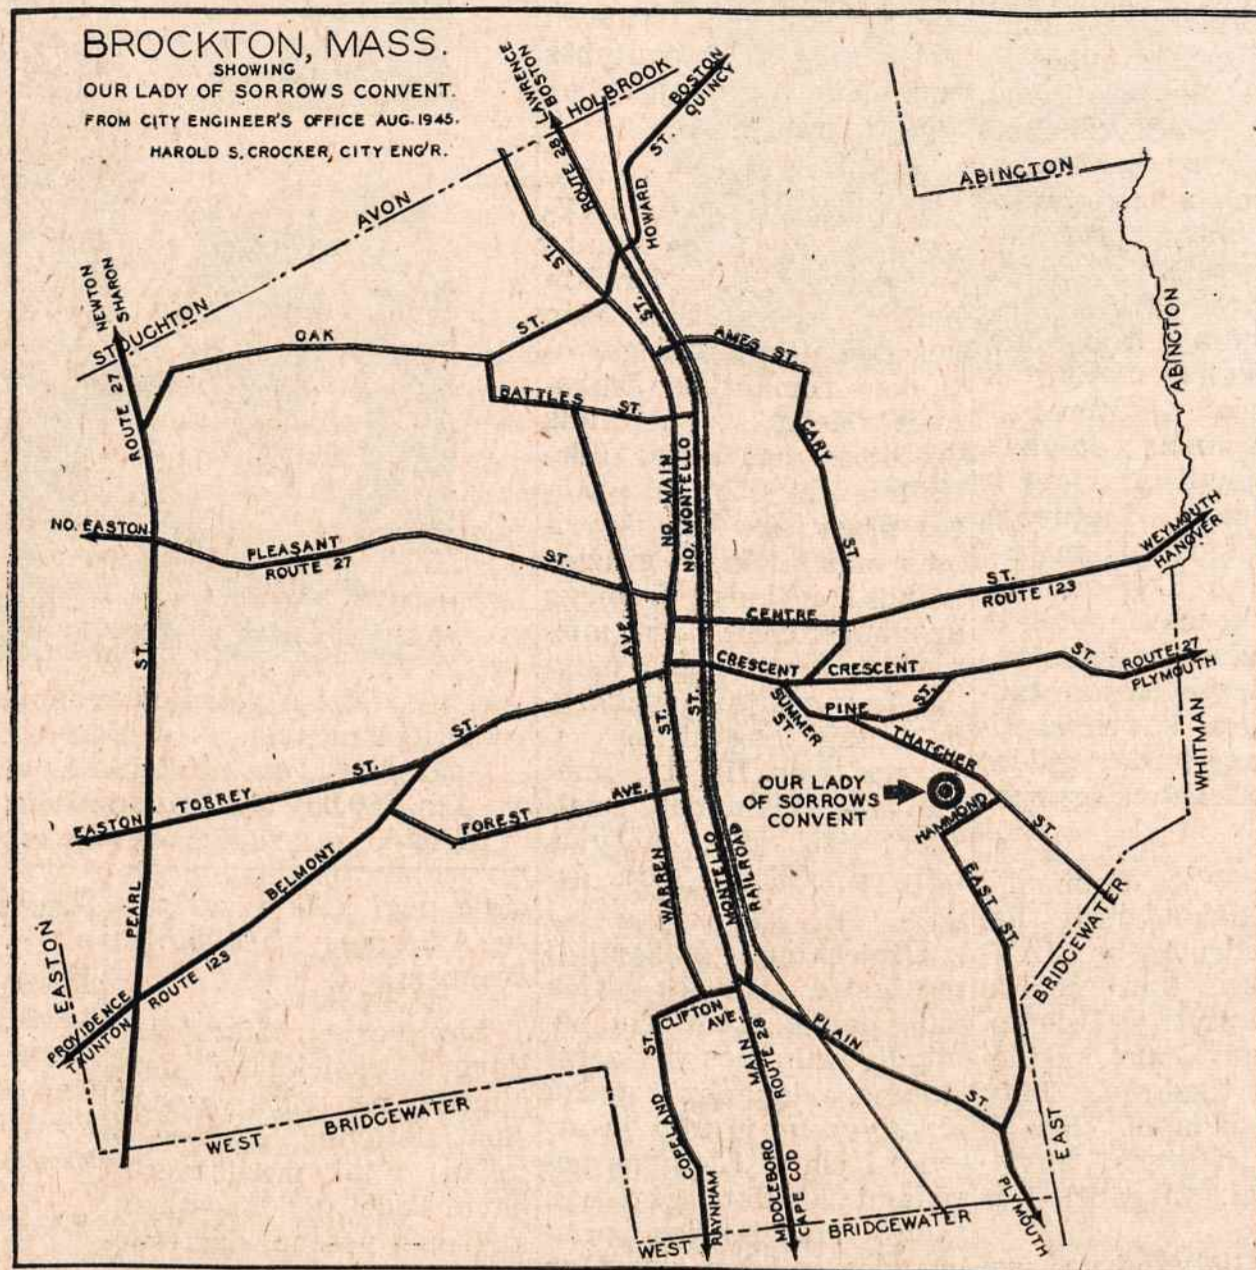 BROCKTON, MASS.
SHOWING
OUR LADY OF SORROWS CONVENT.
FROM CITY ENGINEER'S OFFICE AUG. 1945.
HAROLD S. CROCKER, CITY ENG'R.
LAWRENCE
BOSTON
ROUTE 28
HOLBROOK
BOSTON
QUINCY
ST.
HOWARD
ABINGTON
AVON
ST.
NEWTON
SHARON
STOUGHTON
ROUTE 27
OAK
ST.
ST.
AMES ST.
ABINGTON
BATTLES ST.
CARY
ST.
NO. MAIN
NO. MONTELLO
NO. EASTON
PLEASANT
ROUTE 27
ST.
WEYMOUTH
HANOVER
CENTRE
ST.
ROUTE 123
AVE.
ST.
CRESCENT
CRESCENT
ST.
ROUTE 27
PLYMOUTH
SUMMER
ST.
PINE
ST.
ST.
ST.
ST.
THATCHER
WHITMAN
ST.
TORREY
EASTON
OUR LADY
OF SORROWS
CONVENT
HAMMOND
ST.
FOREST
AVE.
BELMONT
WARREN
MONTELLO
RAILROAD
EAST ST.
PEARL
BRIDGEWATER
EASTON
ROUTE 123
PROVIDENCE
TAUNTON
CLIFTON
AVE.
ST.
MAIN
ROUTE 28
PLAIN
ST.
COPELAND
EAST
WEST BRIDGEWATER
RAYNHAM
MIDDLEBORO
CAPE COD
PLYMOUTH
WEST
BRIDGEWATER